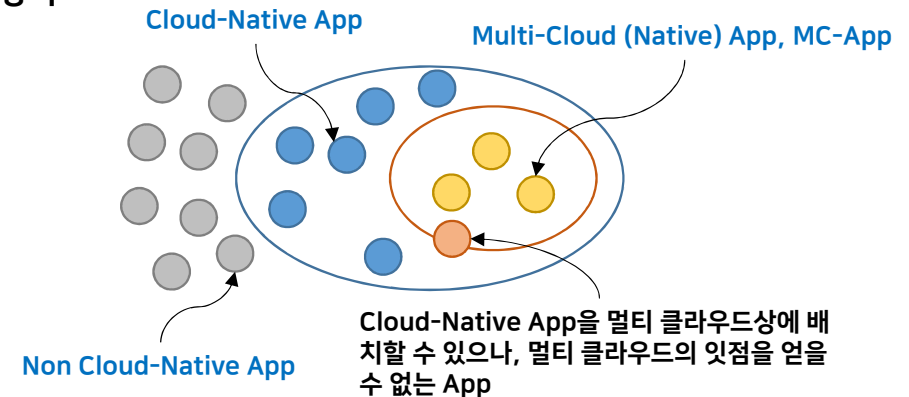 Cloud-Native App
Multi-Cloud (Native) App, MC-App
Cloud-Native App을 멀티 클라우드상에 배
치할 수 있으나, 멀티 클라우드의 잇점을 얻을
수 없는 App
Non Cloud-Native App